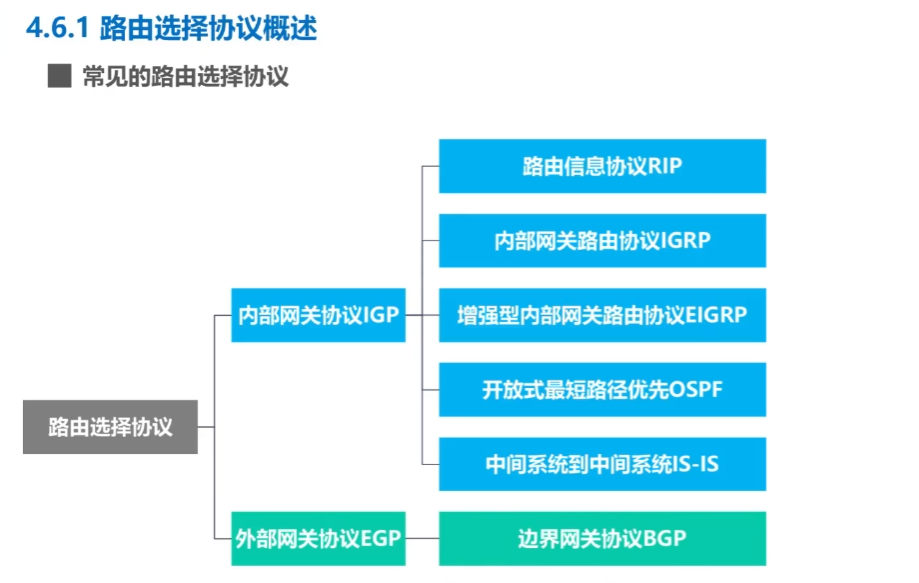 4.6.1 路由选择协议概述
常见的路由选择协议
路由信息协议RIP
内部网关路由协议IGRP
内部网关协议IGP
增强型内部网关路由协议EIGRP
开放式最短路径优先OSPF
路由选择协议
中间系统到中间系统IS-IS
外部网关协议EGP
边界网关协议BGP